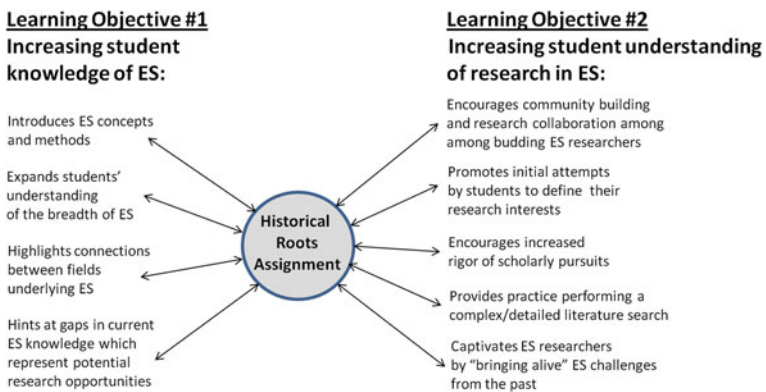 Learning Objective #1
Increasing student
knowledge of ES:
Introduces ES concepts
and methods
Expands students’
understanding
of the breadth of ES
Highlights connections
between fields
underlying ES
Hints at gaps in current
ES knowledge which
represent potential
research opportunities
Historical
Roots
Assignment
Learning Objective #2
Increasing student understanding
of research in ES:
Encourages community building
and research collaboration among
among budding ES researchers
Promotes initial attempts
by students to define their
research interests
Encourages increased
rigor of scholarly pursuits
Provides practice performing a
complex/detailed literature search
Captivates ES researchers
by “bringing alive” ES challenges
from the past